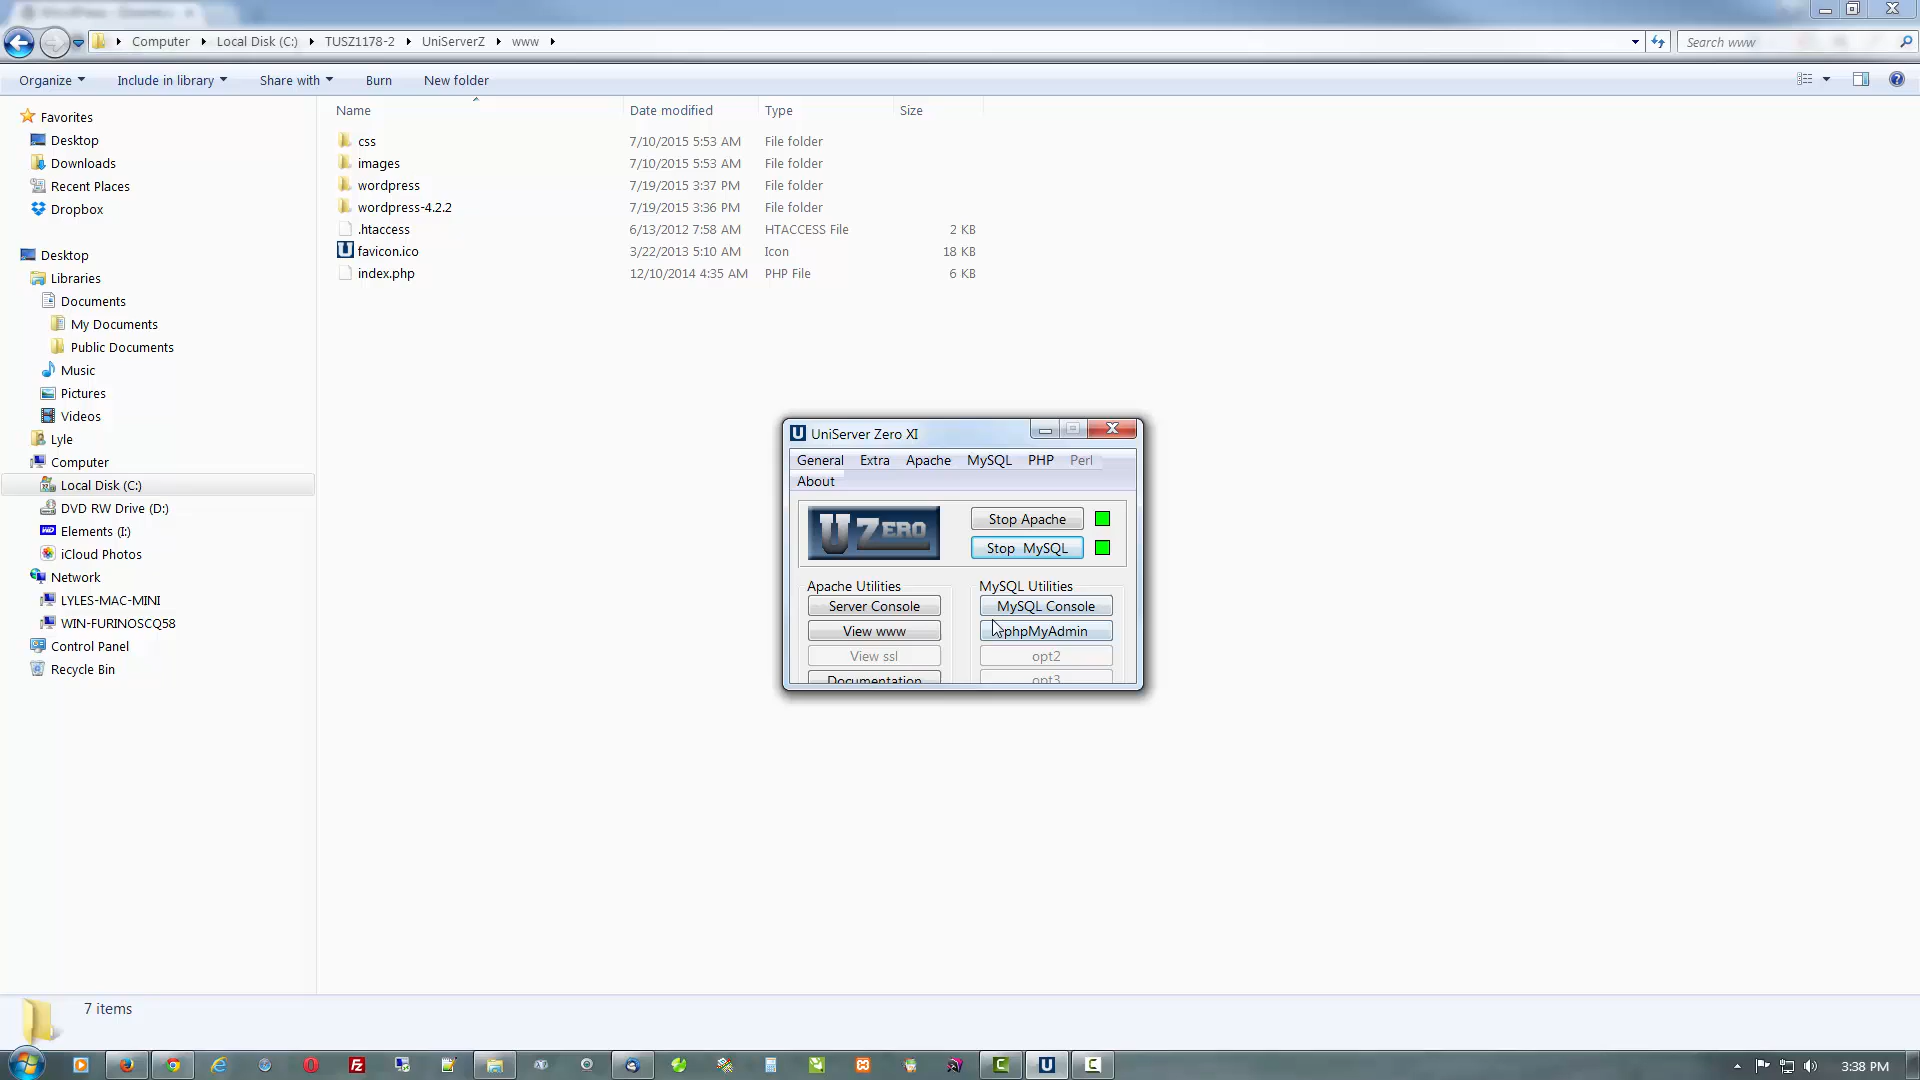 Computer Local Disk (C:) TUSZ1178-2 UniServerZ www
Search www
Organize Include in library Share with Burn New folder
Name Date modified Type Size
css 7/10/2015 5:53 AM File folder
images 7/10/2015 5:53 AM File folder
wordpress 7/19/2015 3:37 PM File folder
wordpress-4.2.2 7/19/2015 3:36 PM File folder
.htaccess 6/13/2012 7:58 AM HTACCESS File 2 KB
favicon.ico 3/22/2013 5:10 AM Icon 18 KB
index.php 12/10/2014 4:35 AM PHP File 6 KB
Favorites
Desktop
Downloads
Recent Places
Dropbox
Desktop
Libraries
Documents
My Documents
Public Documents
Music
Pictures
Videos
Lyle
Computer
Local Disk (C:)
DVD RW Drive (D:)
Elements (I:)
iCloud Photos
Network
LYLES-MAC-MINI
WIN-FURINOSCQ58
Control Panel
Recycle Bin
UniServer Zero XI
General Extra Apache MySQL PHP Perl
About
U ZERO
Stop Apache
Stop MySQL
Apache Utilities
Server Console
View www
View ssl
Documentation
MySQL Utilities
MySQL Console
phpMyAdmin
opt2
opt3
7 items
3:38 PM